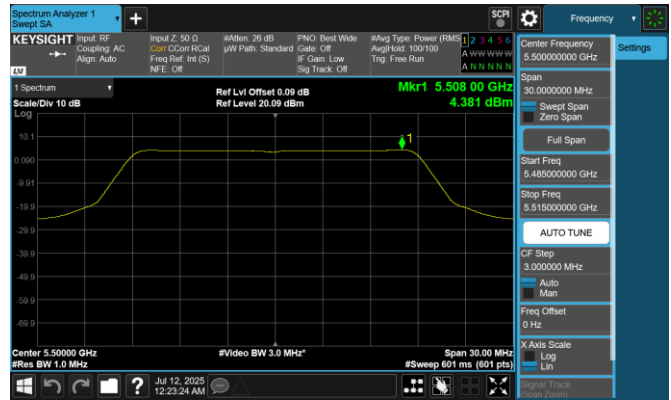 Spectrum Analyzer 1
Swept SA
SCPI
Frequency
KEYSIGHT
Input: RF
Coupling: AC
Align: Auto
Input Z: 50 Ω
Corr CCorr RCal
Freq Ref: Int (S)
NFE: Off
#Atten: 26 dB
µW Path: Standard
PNO: Best Wide
Gate: Off
IF Gain: Low
Sig Track: Off
#Avg Type: Power (RMS
Avg|Hold: 100/100
Trig: Free Run
1 2 3 4 5 6
A W W W W W
A N N N N N
LXI
1 Spectrum
Scale/Div 10 dB
Log
Ref Lvl Offset 0.09 dB
Ref Level 20.09 dBm
Mkr1 5.508 00 GHz
4.381 dBm
10.1
0.090
-9.91
-19.9
-29.9
-39.9
-49.9
-59.9
-69.9
1
Center 5.50000 GHz
#Res BW 1.0 MHz
#Video BW 3.0 MHz*
Span 30.00 MHz
#Sweep 601 ms (601 pts)
Jul 12, 2025
12:23:24 AM
Center Frequency
5.500000000 GHz
Settings
Span
30.0000000 MHz
Swept Span
Zero Span
Full Span
Start Freq
5.485000000 GHz
Stop Freq
5.515000000 GHz
AUTO TUNE
CF Step
3.000000 MHz
Auto
Man
Freq Offset
0 Hz
X Axis Scale
Log
Lin
Signal Track
(Span Zoom)